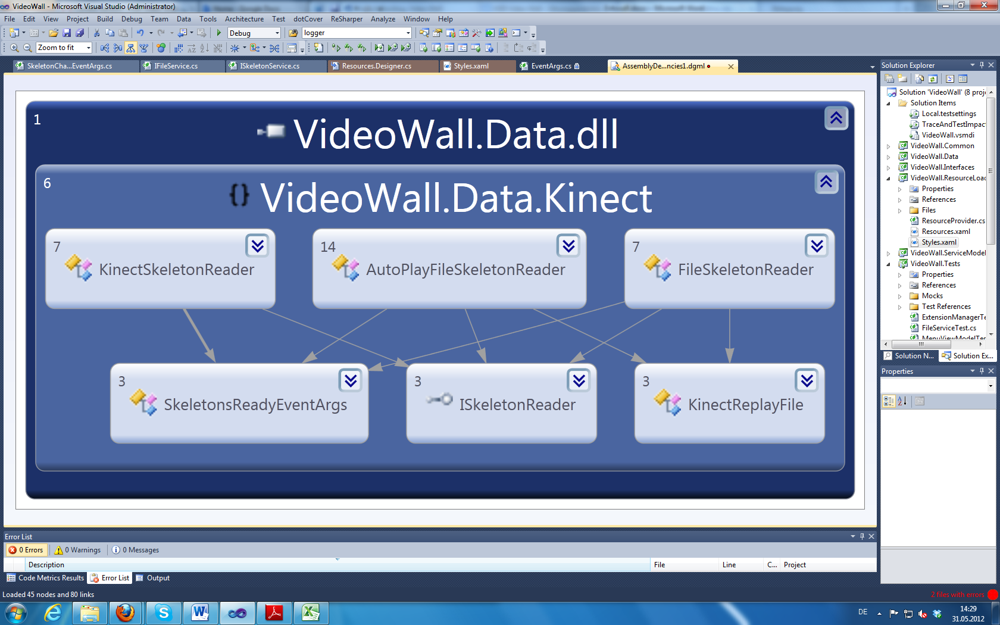 VideoWall - Microsoft Visual Studio (Administrator)
File Edit View Project Build Debug Team Data Tools Architecture Test dotCover ReSharper Analyze Window Help
Debug logger
Zoom to fit
SkeletonCha...EventArgs.cs IFileService.cs ISkeletonService.cs Resources.Designer.cs Styles.xaml EventArgs.cs AssemblyDe...ncies1.dgml
1
VideoWall.Data.dll
6
{} VideoWall.Data.Kinect
7
KinectSkeletonReader
14
AutoPlayFileSkeletonReader
7
FileSkeletonReader
3
SkeletonsReadyEventArgs
3
ISkeletonReader
3
KinectReplayFile
Solution Explorer
Solution 'VideoWall' (8 proj
Solution Items
Local.testsettings
TraceAndTestImpac
VideoWall.vsmdi
VideoWall.Common
VideoWall.Data
VideoWall.Interfaces
VideoWall.ResourceLoad
Properties
References
Files
ResourceProvider.cs
Resources.xaml
Styles.xaml
VideoWall.ServiceModel
VideoWall.Tests
Properties
References
Mocks
Test References
ExtensionManagerTe
FileServiceTest.cs
MenuViewModelTes
Solution N... Solution Ex...
Properties
Error List
0 Errors 0 Warnings 0 Messages
Description File Line C... Project
Code Metrics Results Error List Output
Loaded 45 nodes and 80 links
2 files with errors
DE
14:29
31.05.2012